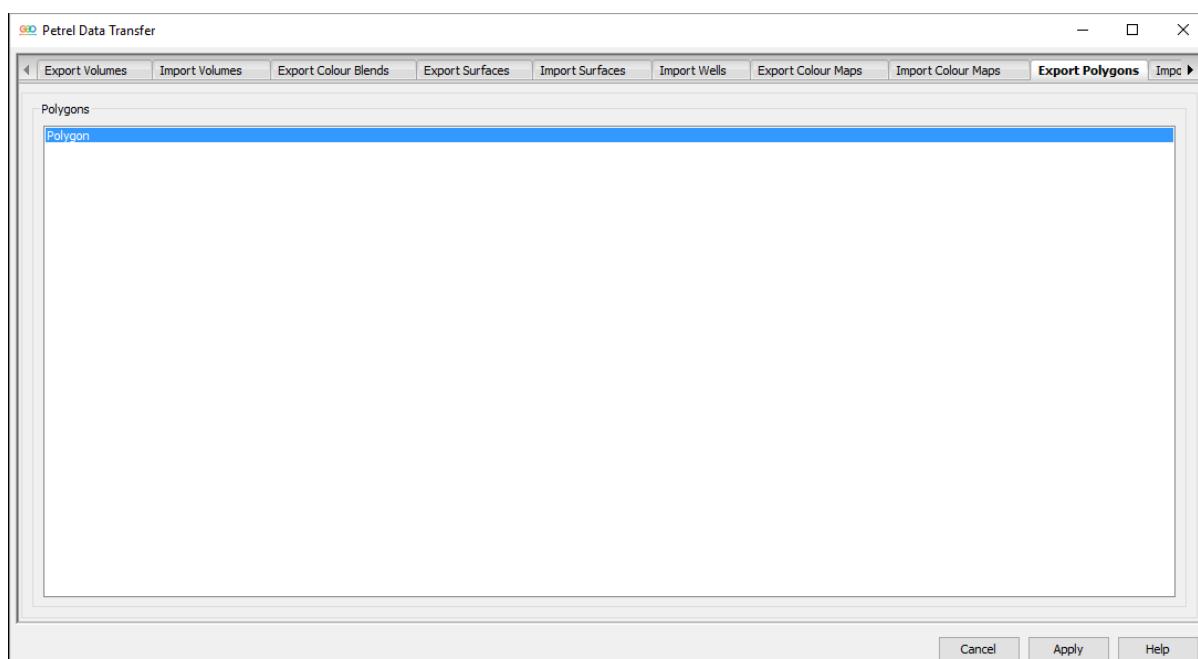 Petrel Data Transfer
Export Volumes Import Volumes Export Colour Blends Export Surfaces Import Surfaces Import Wells Export Colour Maps Import Colour Maps Export Polygons Impo
Polygons
Polygon
Cancel Apply Help